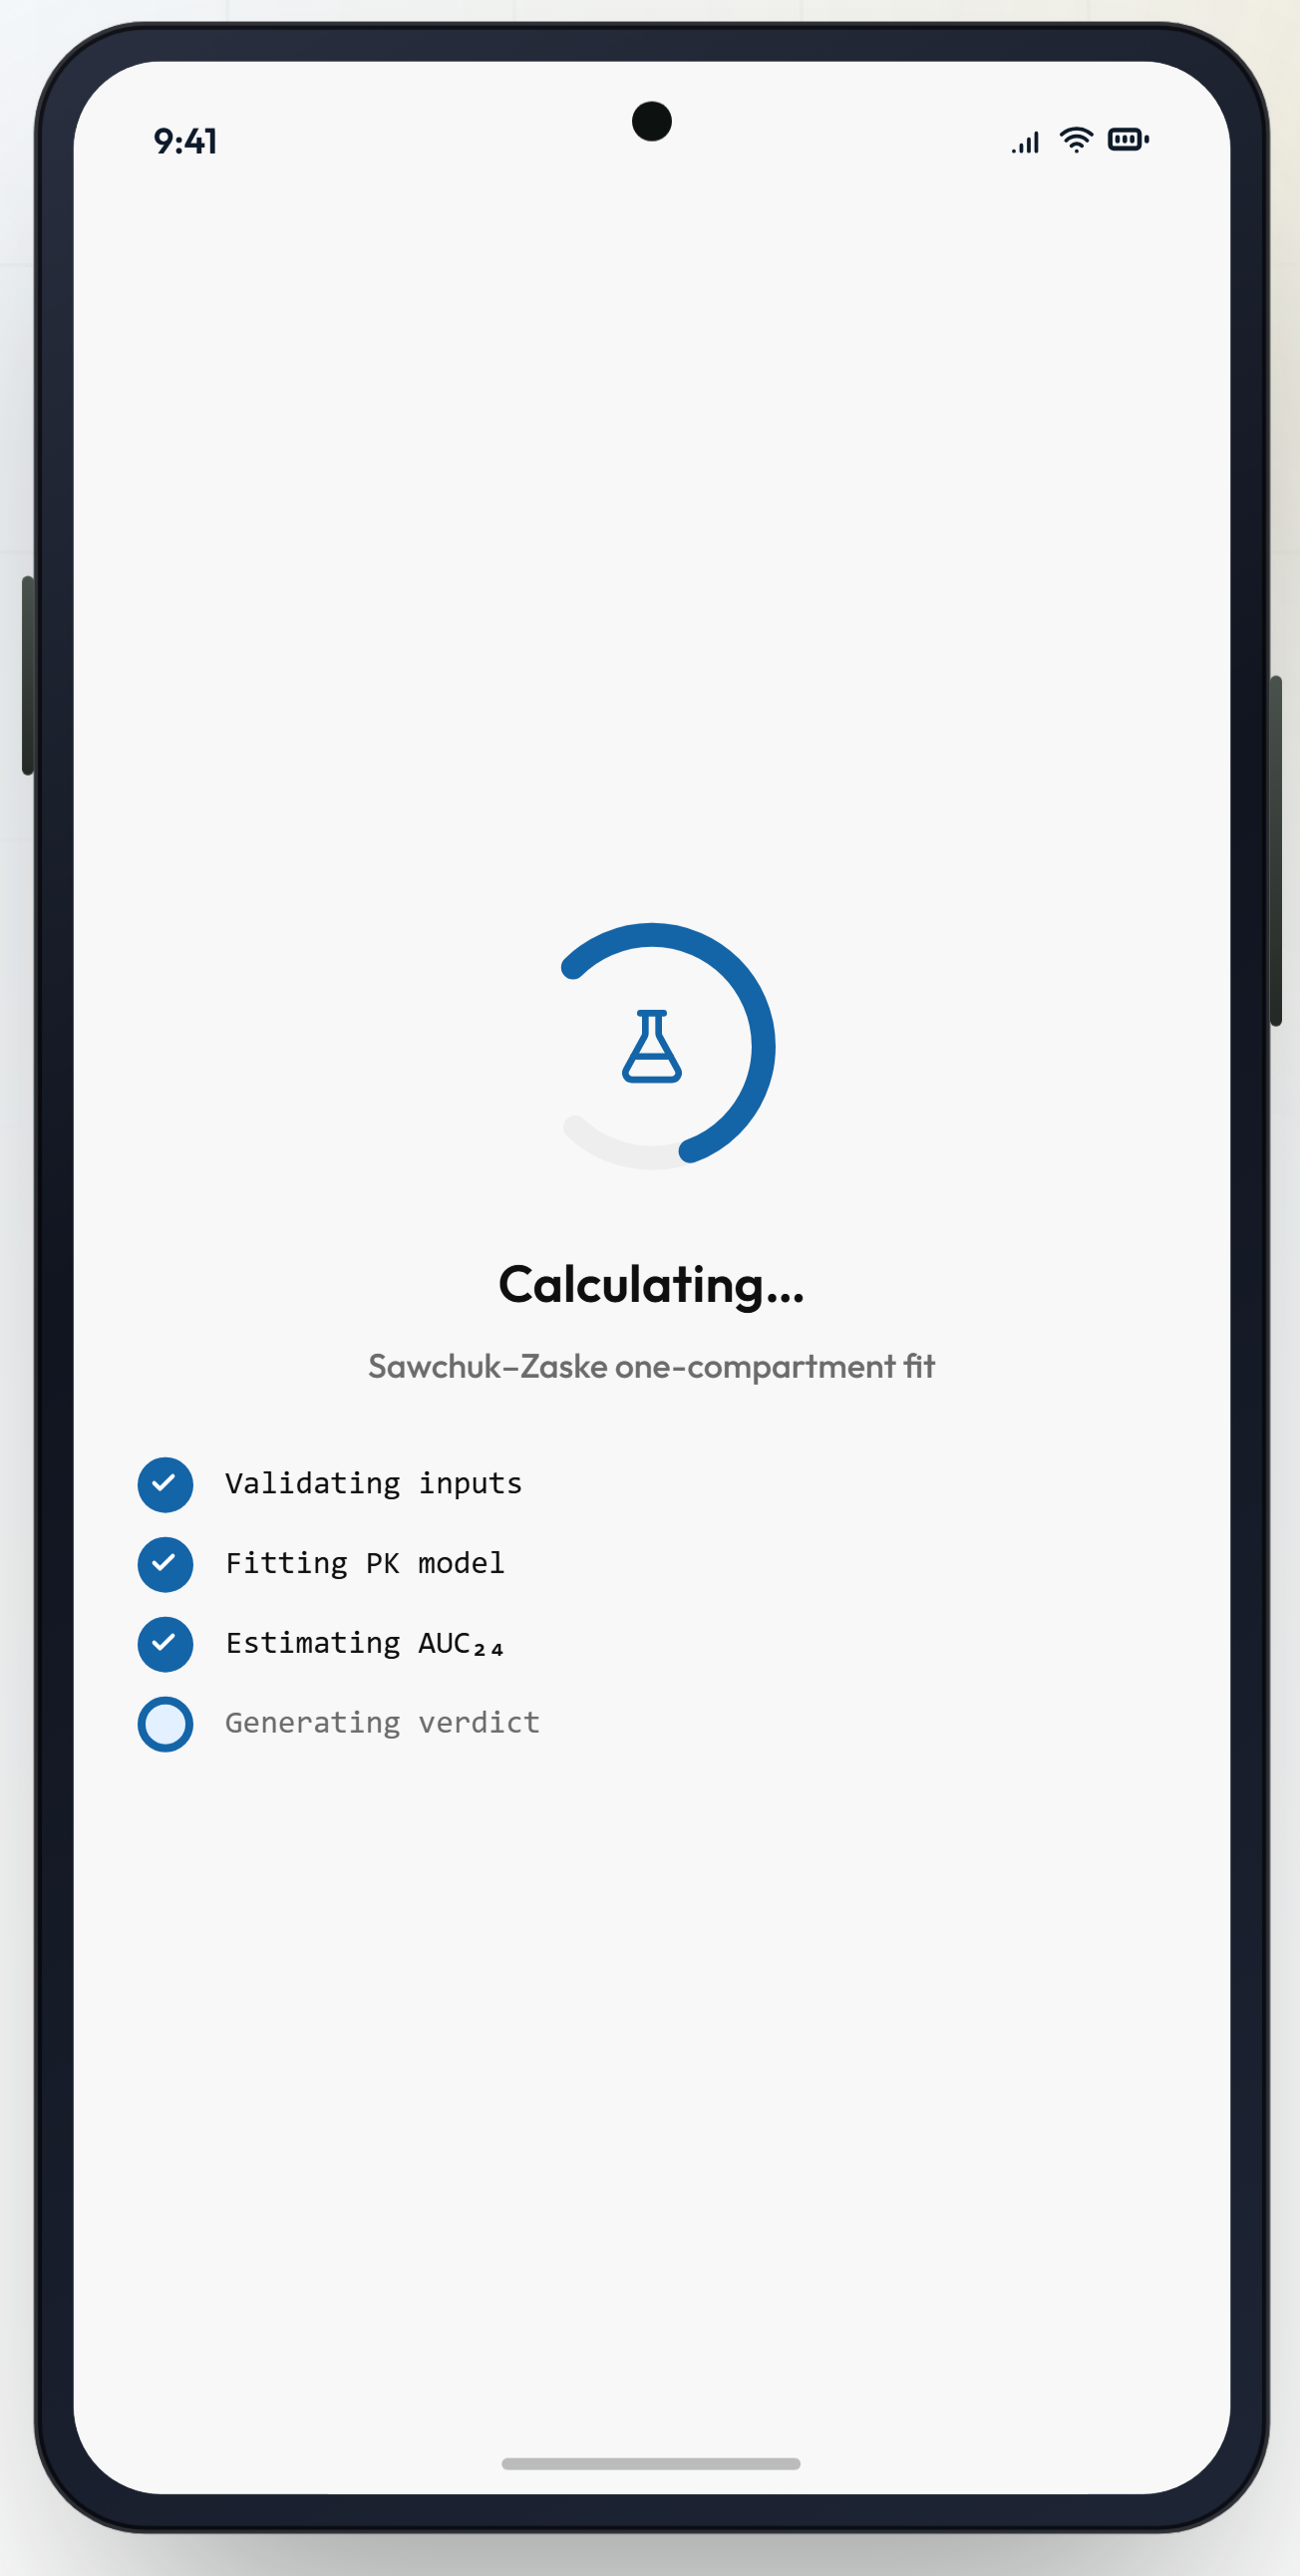 9:41
Calculating...
Sawchuk–Zaske one-compartment fit
Validating inputs
Fitting PK model
Estimating AUC₂₄
Generating verdict